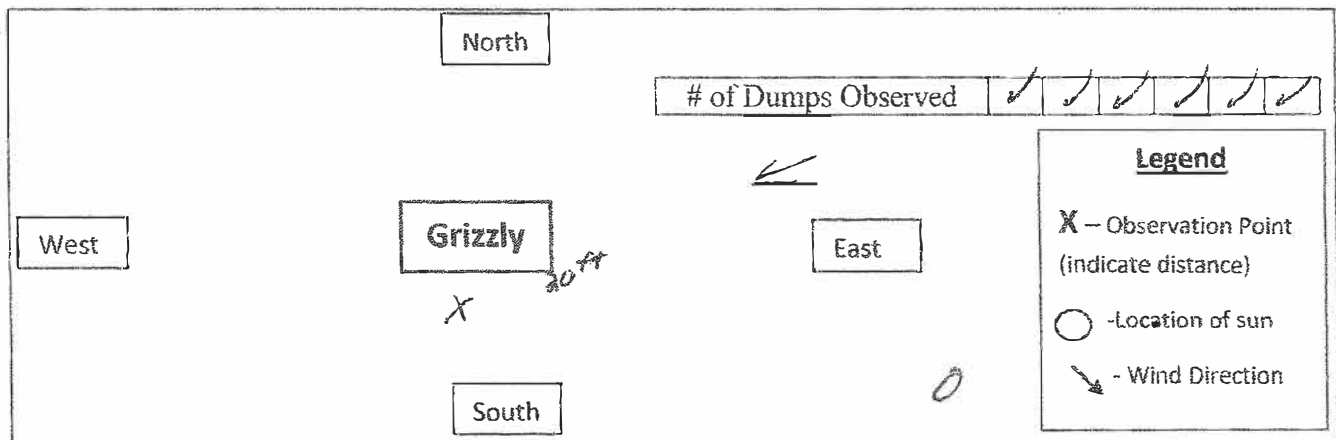 North
# of Dumps Observed ✓ ✓ ✓ ✓ ✓ ✓
Legend
X – Observation Point
(indicate distance)
-Location of sun
- Wind Direction
West
Grizzly
East
20 ft
X
South